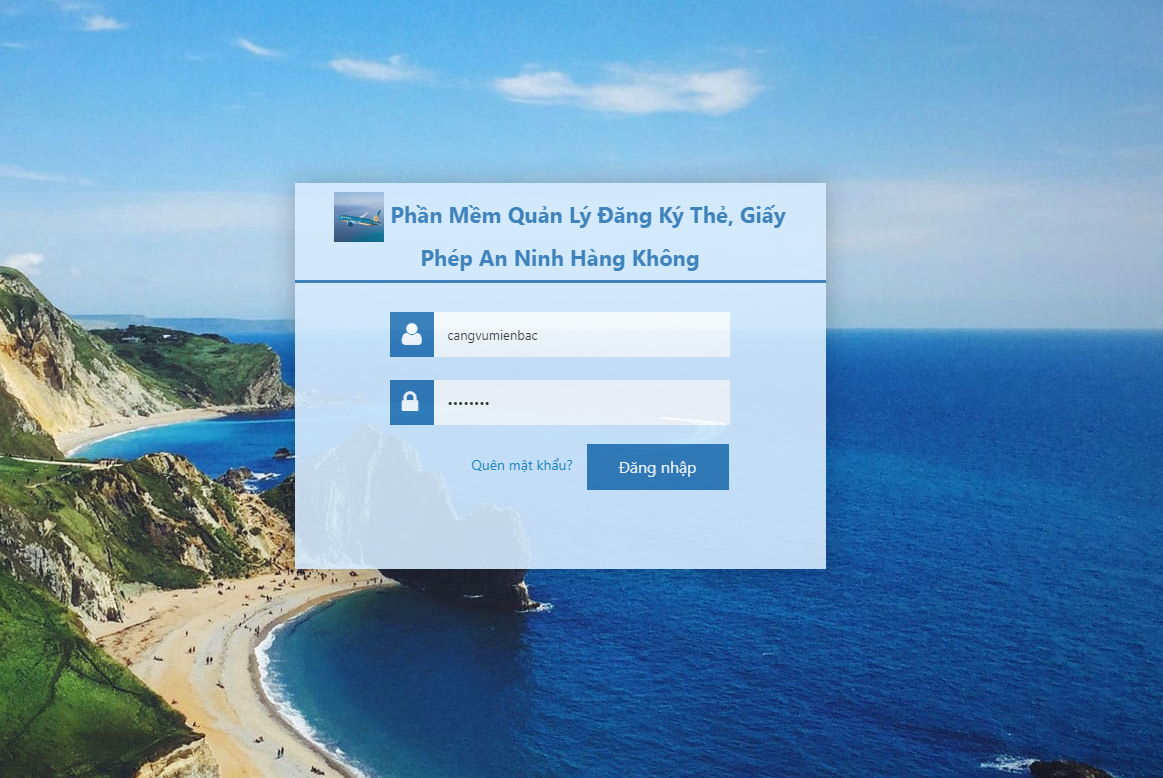 Phần Mềm Quản Lý Đăng Ký Thẻ, Giấy
Phép An Ninh Hàng Không
cangvumienbac
••••••••
Quên mật khẩu?
Đăng nhập